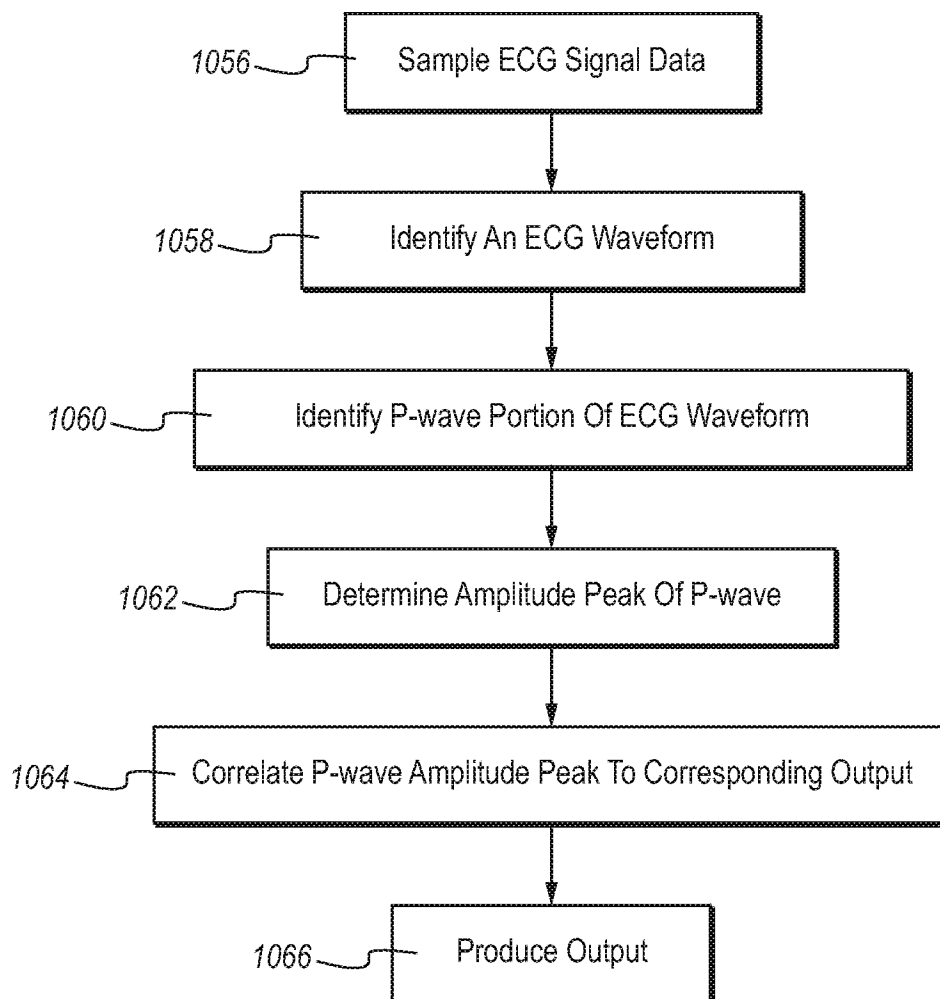 1056
Sample ECG Signal Data
1058
Identify An ECG Waveform
1060
Identify P-wave Portion Of ECG Waveform
1062
Determine Amplitude Peak Of P-wave
1064
Correlate P-wave Amplitude Peak To Corresponding Output
1066
Produce Output